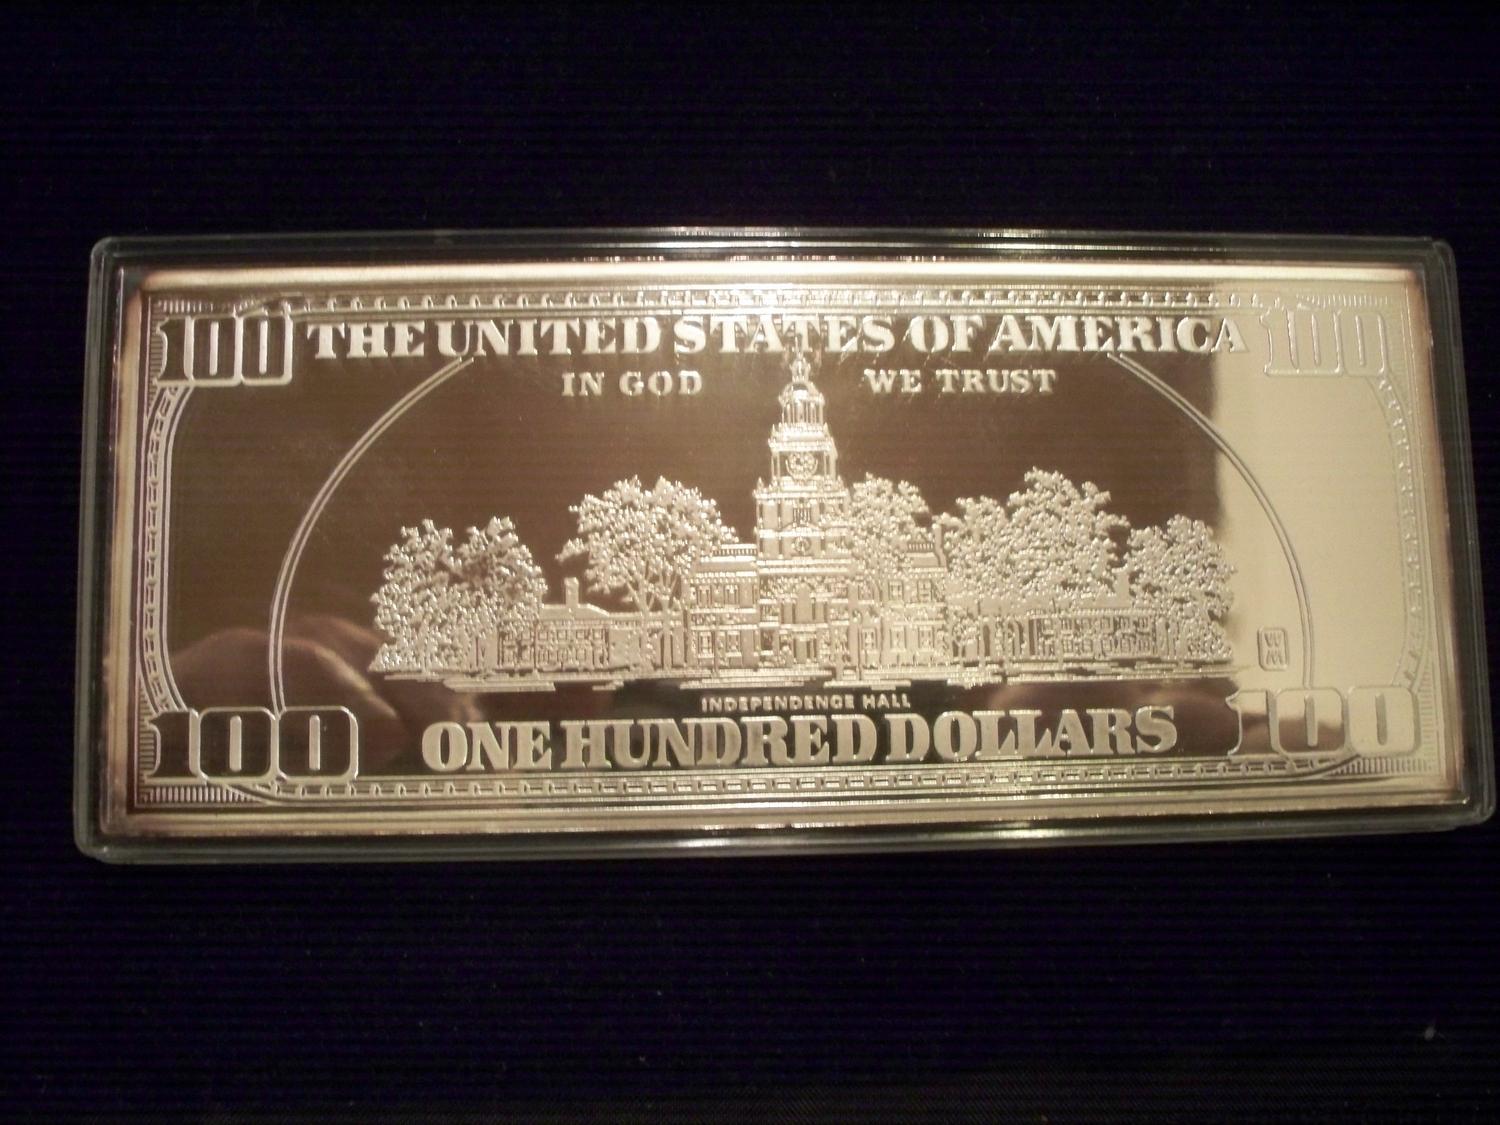 100 THE UNITED STATES OF AMERICA 100
IN GOD WE TRUST
INDEPENDENCE HALL
100 ONE HUNDRED DOLLARS 100